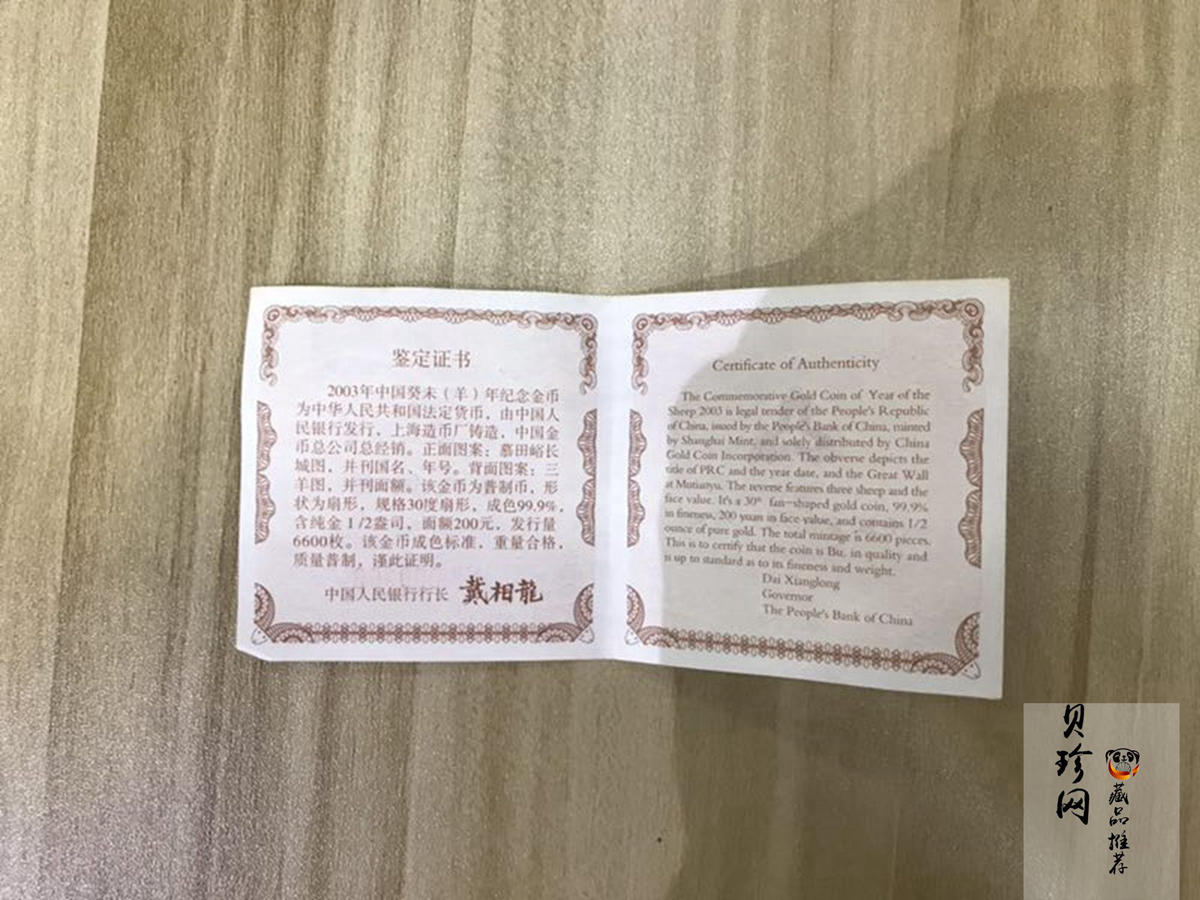 鉴定证书
2003年中国癸未（羊）年纪念金币
为中华人民共和国法定货币，由中国人
民银行发行，上海造币厂铸造，中国金
币总公司总经销。正面图案：慕田峪长
城图，并刊国名、年号。背面图案：三
羊图，并刊面额。该金币为普制币，形
状为扇形，规格30度扇形，成色99.9%，
含纯金1/2盎司，面额200元，发行量
6600枚。该金币成色标准，重量合格，
质量普制，谨此证明。
中国人民银行行长 戴相龍
Certificate of Authenticity
The Commemorative Gold Coin of Year of the
Sheep 2003 is legal tender of the People's Republic
of China, issued by the People's Bank of China, minted
by Shanghai Mint, and solely distributed by China
Gold Coin Incorporation. The obverse depicts the
title of PRC and the year date, and the Great Wall
at Mutianyu. The reverse features three sheep and the
face value. It's a 30° fan-shaped gold coin, 99.9%
in fineness, 200 yuan in face value, and contains 1/2
ounce of pure gold. The total mintage is 6600 pieces.
This is to certify that the coin is Bu. in quality and
is up to standard as to its fineness and weight.
Dai Xianglong
Governor
The People's Bank of China
贝珍网
藏品推荐